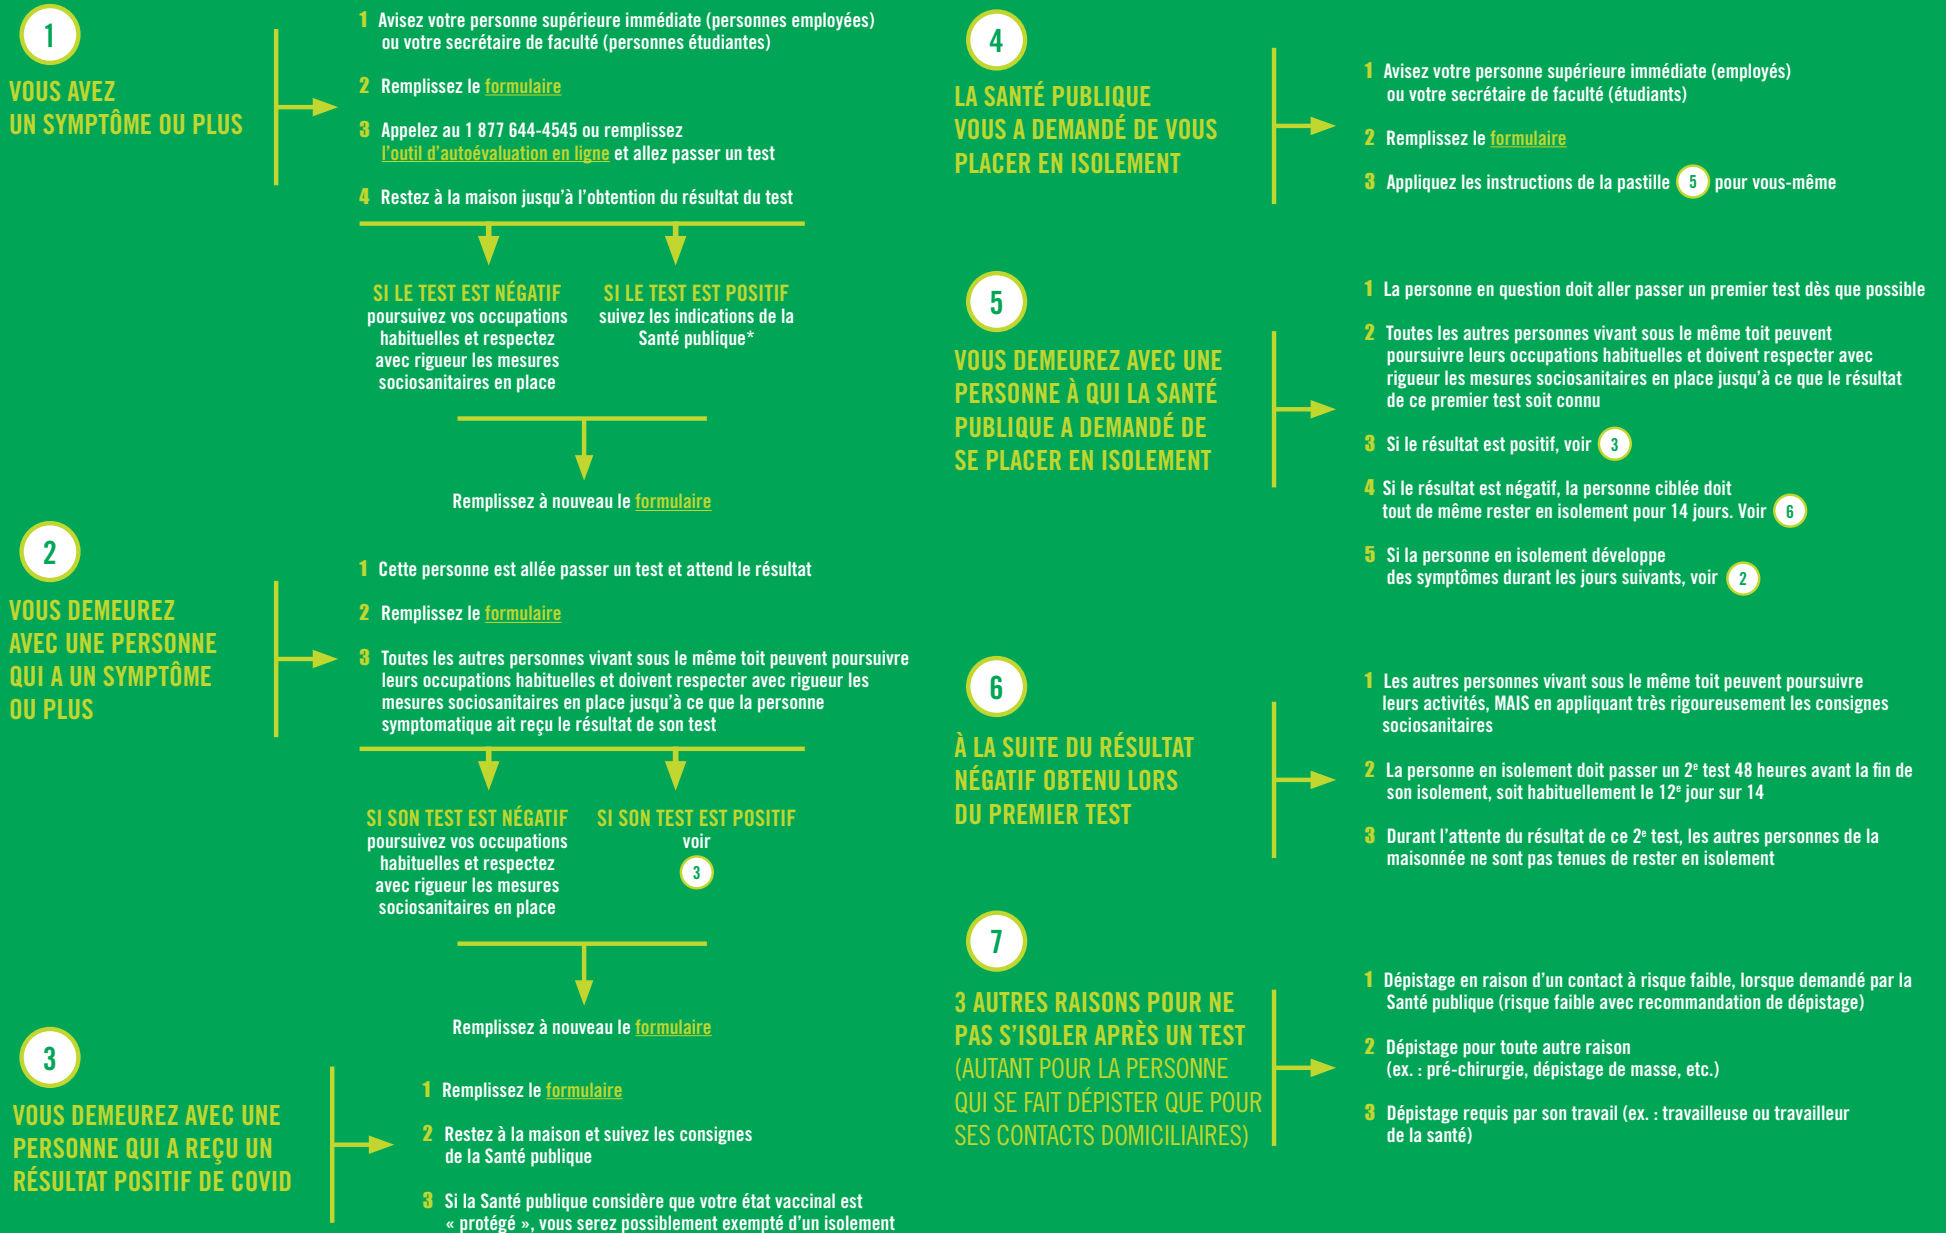 1
VOUS AVEZ
UN SYMPTÔME OU PLUS
1 Avisez votre personne supérieure immédiate (personnes employées)
ou votre secrétaire de faculté (personnes étudiantes)
2 Remplissez le formulaire
3 Appelez au 1 877 644-4545 ou remplissez
l'outil d'autoévaluation en ligne et allez passer un test
4 Restez à la maison jusqu'à l'obtention du résultat du test
SI LE TEST EST NÉGATIF
poursuivez vos occupations
habituelles et respectez
avec rigueur les mesures
sociosanitaires en place
SI LE TEST EST POSITIF
suivez les indications de la
Santé publique*
Remplissez à nouveau le formulaire
2
VOUS DEMEUREZ
AVEC UNE PERSONNE
QUI A UN SYMPTÔME
OU PLUS
1 Cette personne est allée passer un test et attend le résultat
2 Remplissez le formulaire
3 Toutes les autres personnes vivant sous le même toit peuvent poursuivre
leurs occupations habituelles et doivent respecter avec rigueur les
mesures sociosanitaires en place jusqu'à ce que la personne
symptomatique ait reçu le résultat de son test
SI SON TEST EST NÉGATIF
poursuivez vos occupations
habituelles et respectez
avec rigueur les mesures
sociosanitaires en place
SI SON TEST EST POSITIF
voir
3
Remplissez à nouveau le formulaire
3
VOUS DEMEUREZ AVEC UNE
PERSONNE QUI A REÇU UN
RÉSULTAT POSITIF DE COVID
1 Remplissez le formulaire
2 Restez à la maison et suivez les consignes
de la Santé publique
3 Si la Santé publique considère que votre état vaccinal est
« protégé », vous serez possiblement exempté d'un isolement
4
LA SANTÉ PUBLIQUE
VOUS A DEMANDÉ DE VOUS
PLACER EN ISOLEMENT
1 Avisez votre personne supérieure immédiate (employés)
ou votre secrétaire de faculté (étudiants)
2 Remplissez le formulaire
3 Appliquez les instructions de la pastille 5 pour vous-même
5
VOUS DEMEUREZ AVEC UNE
PERSONNE À QUI LA SANTÉ
PUBLIQUE A DEMANDÉ DE
SE PLACER EN ISOLEMENT
1 La personne en question doit aller passer un premier test dès que possible
2 Toutes les autres personnes vivant sous le même toit peuvent
poursuivre leurs occupations habituelles et doivent respecter avec
rigueur les mesures sociosanitaires en place jusqu'à ce que le résultat
de ce premier test soit connu
3 Si le résultat est positif, voir 3
4 Si le résultat est négatif, la personne ciblée doit
tout de même rester en isolement pour 14 jours. Voir 6
5 Si la personne en isolement développe
des symptômes durant les jours suivants, voir 2
6
À LA SUITE DU RÉSULTAT
NÉGATIF OBTENU LORS
DU PREMIER TEST
1 Les autres personnes vivant sous le même toit peuvent poursuivre
leurs activités, MAIS en appliquant très rigoureusement les consignes
sociosanitaires
2 La personne en isolement doit passer un 2e test 48 heures avant la fin de
son isolement, soit habituellement le 12e jour sur 14
3 Durant l'attente du résultat de ce 2e test, les autres personnes de la
maisonnée ne sont pas tenues de rester en isolement
7
3 AUTRES RAISONS POUR NE
PAS S'ISOLER APRÈS UN TEST
(AUTANT POUR LA PERSONNE
QUI SE FAIT DÉPISTER QUE POUR
SES CONTACTS DOMICILIAIRES)
1 Dépistage en raison d'un contact à risque faible, lorsque demandé par la
Santé publique (risque faible avec recommandation de dépistage)
2 Dépistage pour toute autre raison
(ex. : pré-chirurgie, dépistage de masse, etc.)
3 Dépistage requis par son travail (ex. : travailleuse ou travailleur
de la santé)